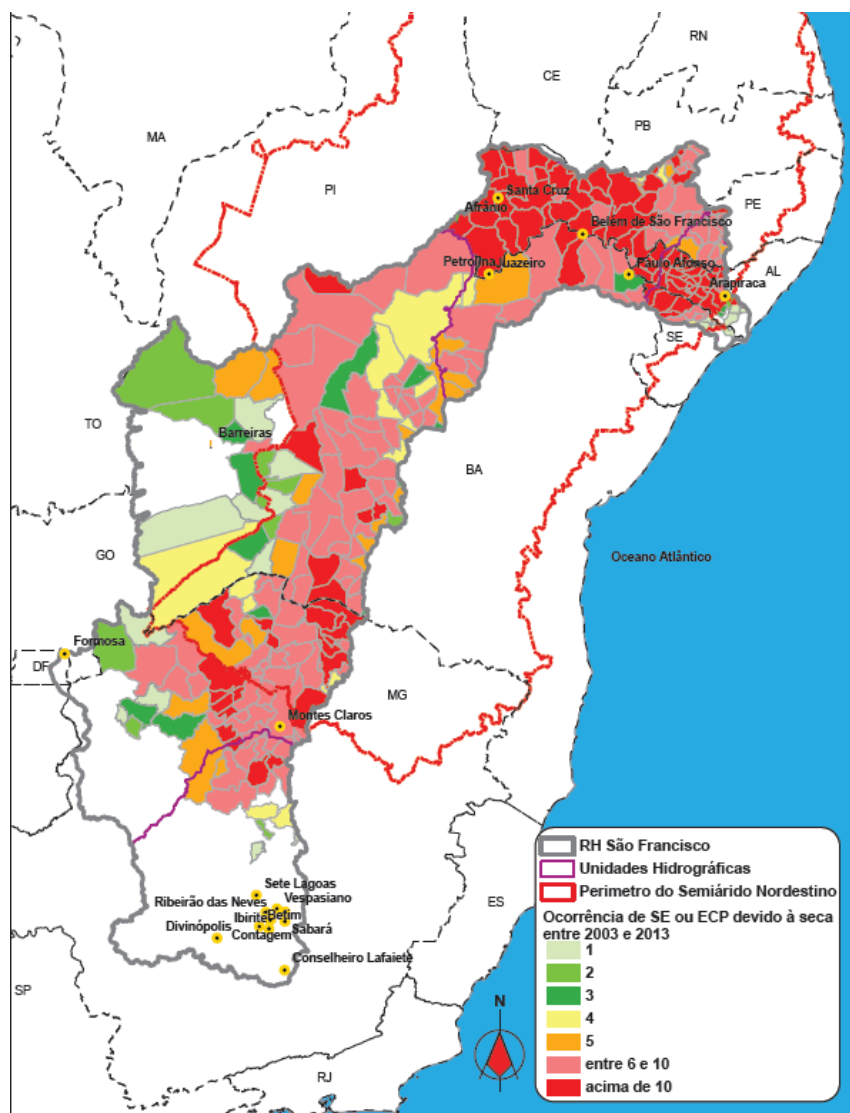 RN
CE
MA
PB
PI
Santa Cruz
Afrânio
PE
Belém de São Francisco
Petrolina
Juazeiro
Paulo Afonso
AL
Arapiraca
SE
TO
Barreiras
BA
GO
Oceano Atlântico
Formosa
DF
MG
Montes Claros
RH São Francisco
Unidades Hidrográficas
Perimetro do Semiárido Nordestino
ES
Sete Lagoas
Ribeirão das Neves
Vespasiano
Ibirité
Betim
Divinópolis
Sabará
Contagem
Conselheiro Lafaiete
Ocorrência de SE ou ECP devido à seca
entre 2003 e 2013
1
2
3
4
5
entre 6 e 10
acima de 10
SP
N
RJ